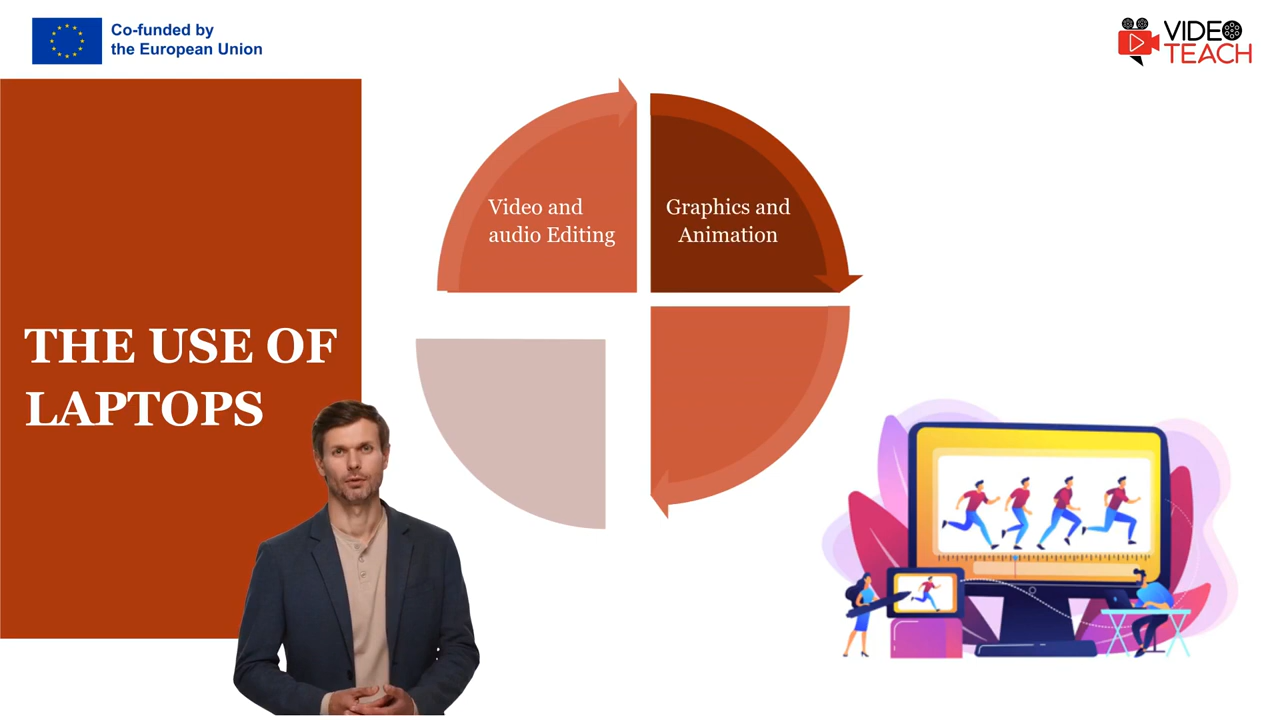 Co-funded by
the European Union
VIDEO
TEACH
THE USE OF
LAPTOPS
Video and
audio Editing
Graphics and
Animation